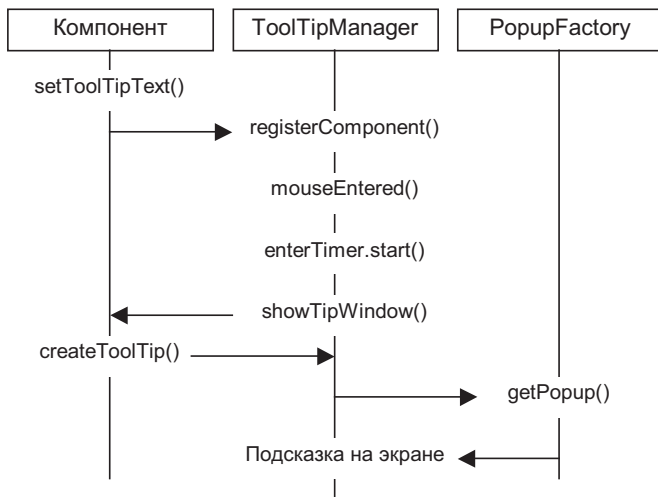 Компонент
ToolTipManager
PopupFactory
setToolTipText()
registerComponent()
mouseEntered()
enterTimer.start()
showTipWindow()
createToolTip()
getPopup()
Подсказка на экране